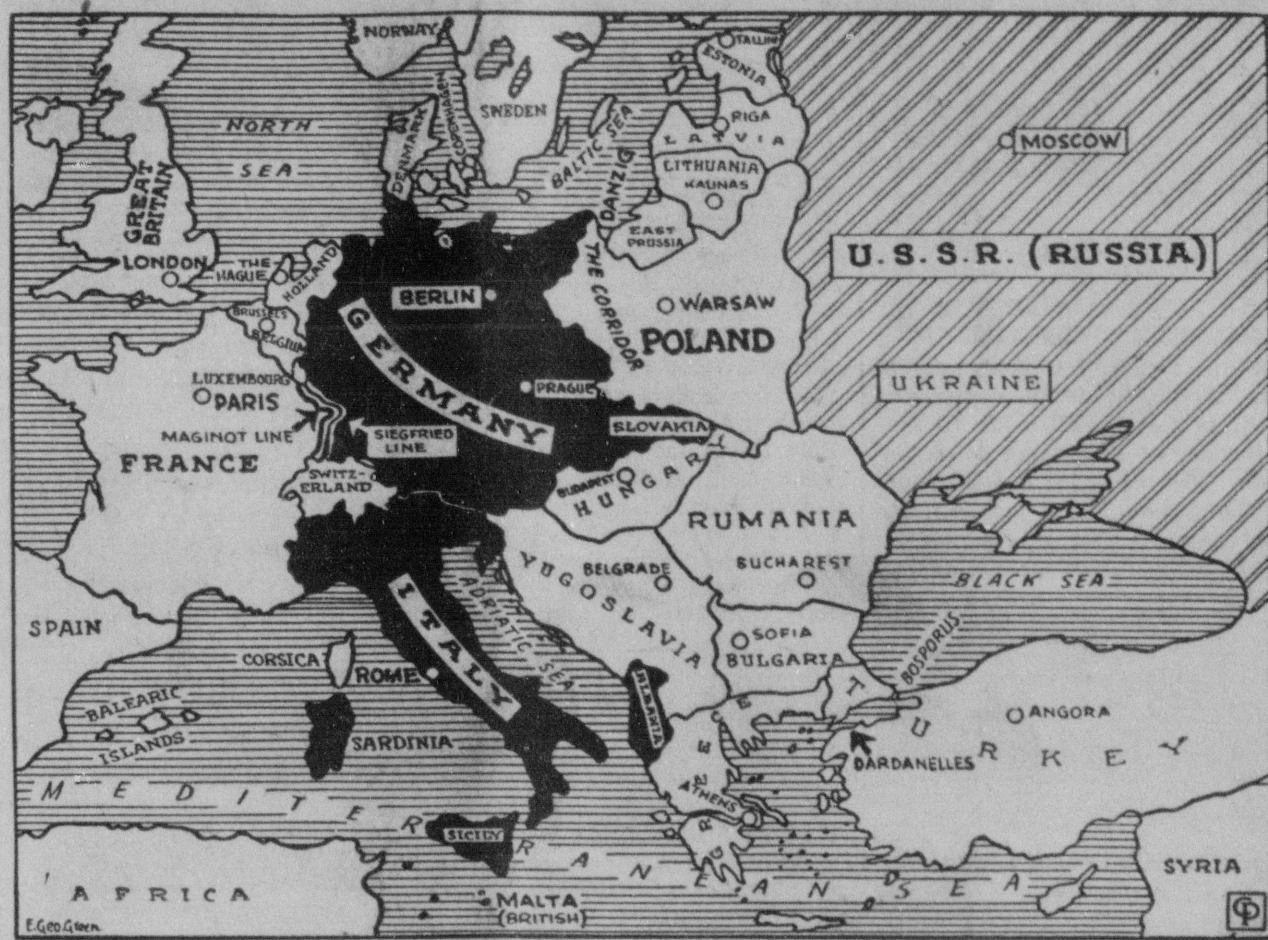 NORWAY
SWEDEN
TALLINN
ESTONIA
RIGA
LATVIA
LITHUANIA
KAUNAS
MOSCOW
NORTH
SEA
DENMARK
COPENHAGEN
BALTIC SEA
DANZIG
EAST
PRUSSIA
THE CORRIDOR
GREAT
BRITAIN
LONDON
THE
HAGUE
HOLLAND
BRUSSELS
BELGIUM
BERLIN
GERMANY
WARSAW
POLAND
U.S.S.R. (RUSSIA)
UKRAINE
LUXEMBOURG
PARIS
MAGINOT LINE
FRANCE
SIEGFRIED
LINE
PRAGUE
SLOVAKIA
SWITZ-
ERLAND
BUDAPEST
HUNGARY
RUMANIA
BUCHAREST
BELGRADE
YUGOSLAVIA
BLACK SEA
ADRIATIC SEA
ITALY
SPAIN
CORSICA
ROME
SOFIA
BULGARIA
BOSPORUS
ALBANIA
BALEARIC
ISLANDS
SARDINIA
GREECE
ATHENS
TURKEY
ANGORA
DARDANELLES
MEDITERRANEAN SEA
SICILY
AFRICA
MALTA
(BRITISH)
SYRIA
E. Geo. Green
CP